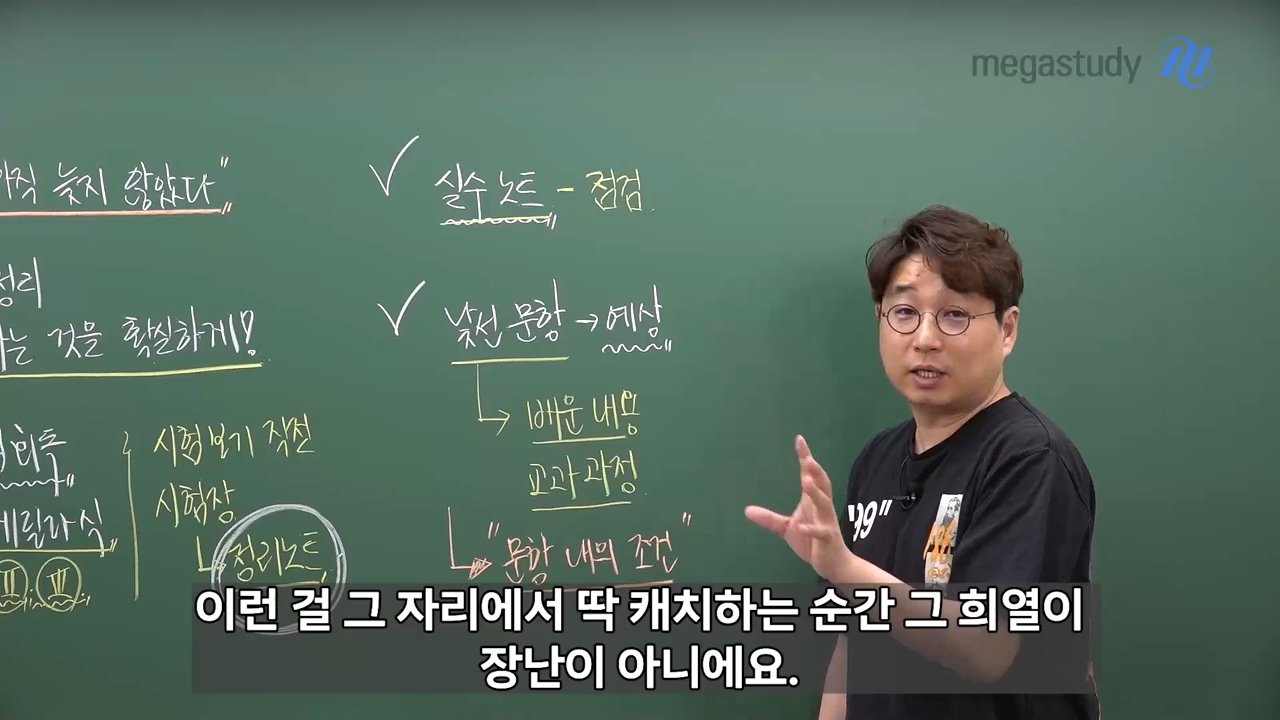 megastudy
늦지 않았다"
정리
것을 확실하게!
시험보기 직전
시험장
정리노트
✓ 실수 노트 - 점검
✓ 낯선 문항 → 예상
배운 내용
교과 과정
"문항 내의 조건"
"99"
이런 걸 그 자리에서 딱 캐치하는 순간 그 희열이
장난이 아니에요.